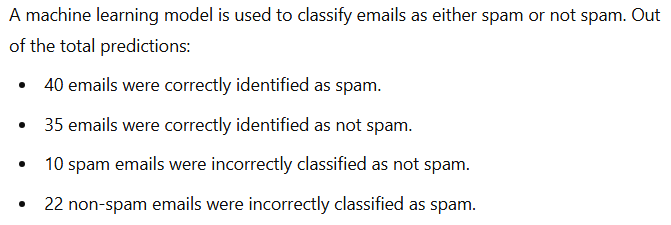 A machine learning model is used to classify emails as either spam or not spam. Out
of the total predictions:
• 40 emails were correctly identified as spam.
• 35 emails were correctly identified as not spam.
• 10 spam emails were incorrectly classified as not spam.
• 22 non-spam emails were incorrectly classified as spam.